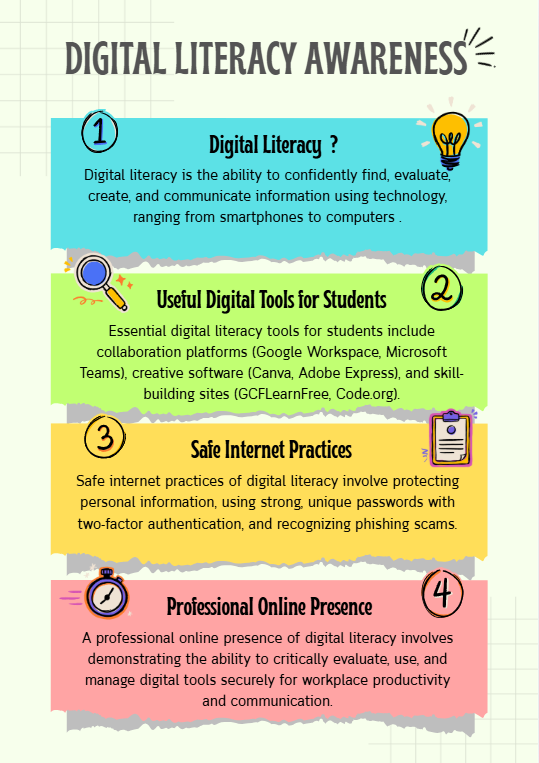 DIGITAL LITERACY AWARENESS
1
Digital Literacy ?
Digital literacy is the ability to confidently find, evaluate,
create, and communicate information using technology,
ranging from smartphones to computers .
2
Useful Digital Tools for Students
Essential digital literacy tools for students include
collaboration platforms (Google Workspace, Microsoft
Teams), creative software (Canva, Adobe Express), and skill-
building sites (GCFLearnFree, Code.org).
3
Safe Internet Practices
Safe internet practices of digital literacy involve protecting
personal information, using strong, unique passwords with
two-factor authentication, and recognizing phishing scams.
4
Professional Online Presence
A professional online presence of digital literacy involves
demonstrating the ability to critically evaluate, use, and
manage digital tools securely for workplace productivity
and communication.